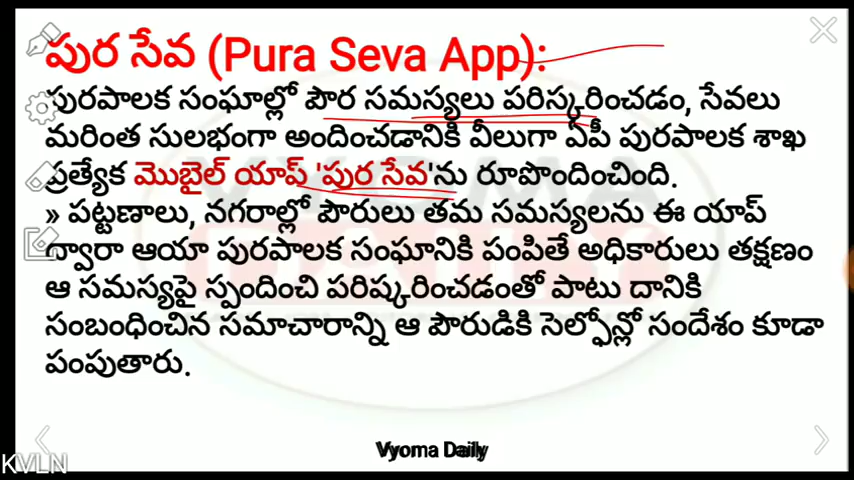 పుర సేవ (Pura Seva App):
పురపాలక సంఘాల్లో పౌర సమస్యలు పరిస్కరించడం, సేవలు
మరింత సులభంగా అందించడానికి వీలుగా ఏపీ పురపాలక శాఖ
ప్రత్యేక మొబైల్ యాప్ 'పుర సేవ'ను రూపొందించింది.
» పట్టణాలు, నగరాల్లో పౌరులు తమ సమస్యలను ఈ యాప్
ద్వారా ఆయా పురపాలక సంఘానికి పంపితే అధికారులు తక్షణం
ఆ సమస్యపై స్పందించి పరిష్కరించడంతో పాటు దానికి
సంబంధించిన సమాచారాన్ని ఆ పౌరుడికి సెల్ఫోన్లో సందేశం కూడా
పంపుతారు.
Vyoma Daily
KVLN